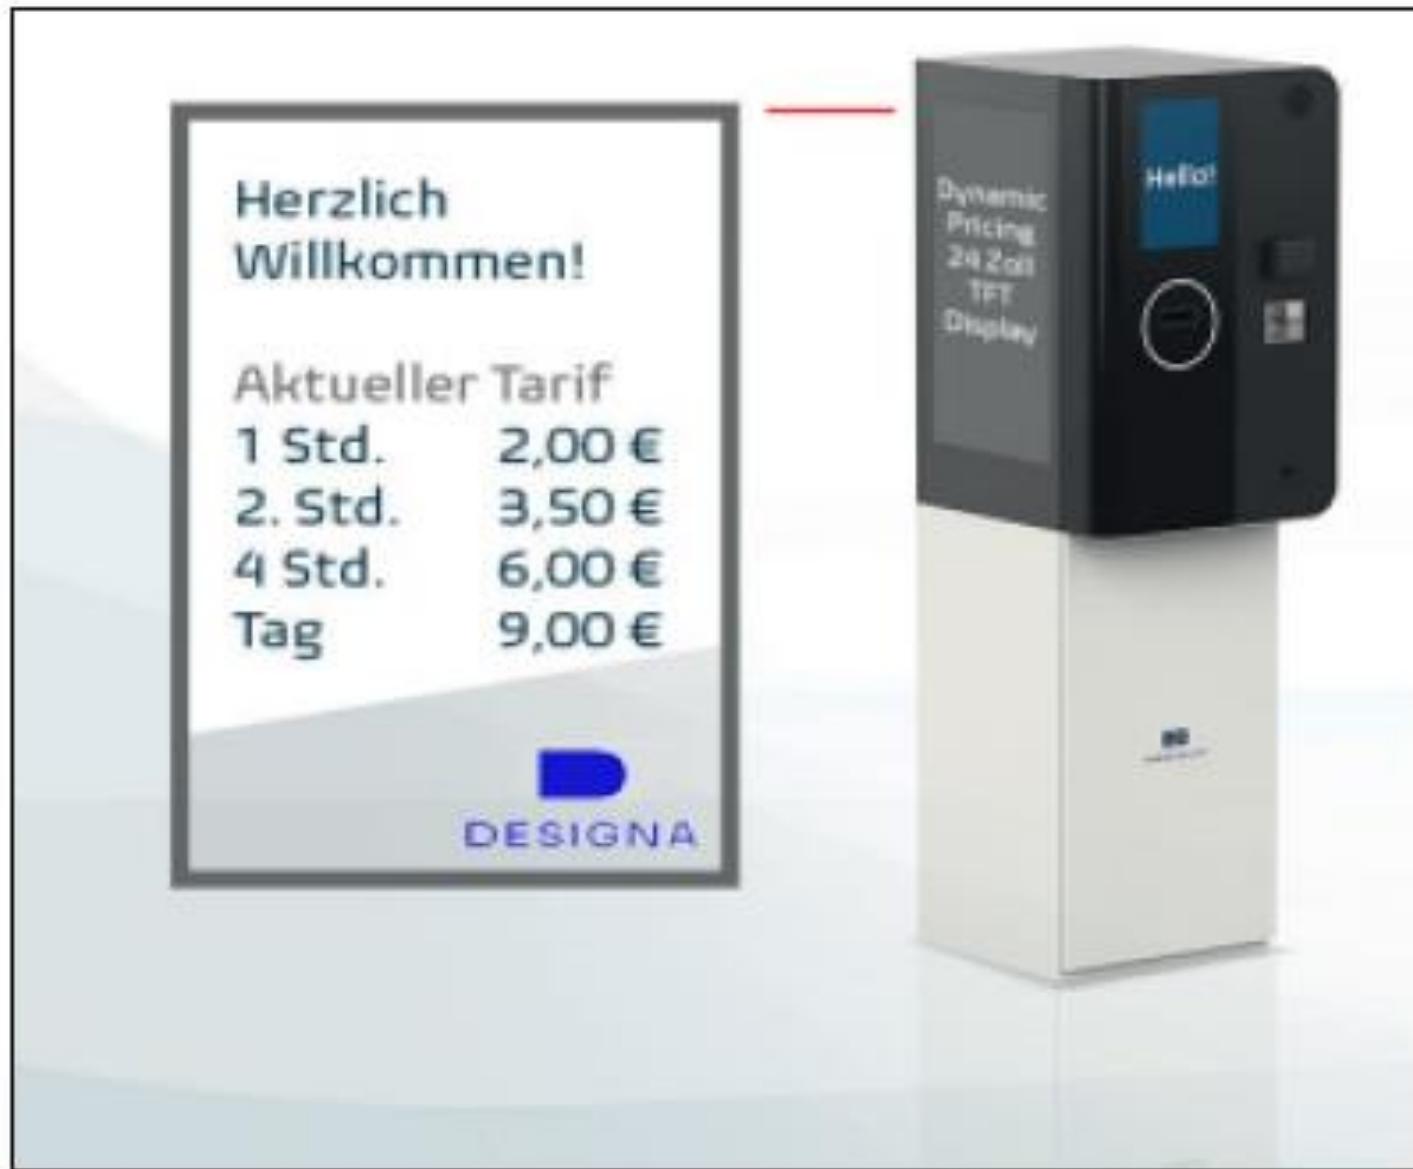 Herzlich
Willkommen!
Aktueller Tarif
1 Std. 2,00 €
2. Std. 3,50 €
4 Std. 6,00 €
Tag 9,00 €
DESIGNA
Dynamic
Pricing
24 Zoll
TFT
Display
Hello!